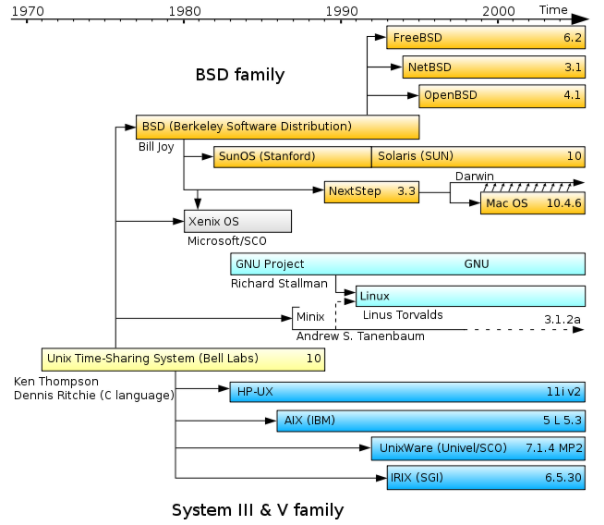 1970 1980 1990 2000 Time
FreeBSD 6.2
BSD family
NetBSD 3.1
OpenBSD 4.1
BSD (Berkeley Software Distribution)
Bill Joy
SunOS (Stanford) Solaris (SUN) 10
Darwin
NextStep 3.3
Mac OS 10.4.6
Xenix OS
Microsoft/SCO
GNU Project GNU
Richard Stallman
Linux
Linus Torvalds
Minix 3.1.2a
Andrew S. Tanenbaum
Unix Time-Sharing System (Bell Labs) 10
Ken Thompson
Dennis Ritchie (C language)
HP-UX 11i v2
AIX (IBM) 5 L 5.3
UnixWare (Univel/SCO) 7.1.4 MP2
IRIX (SGI) 6.5.30
System III & V family